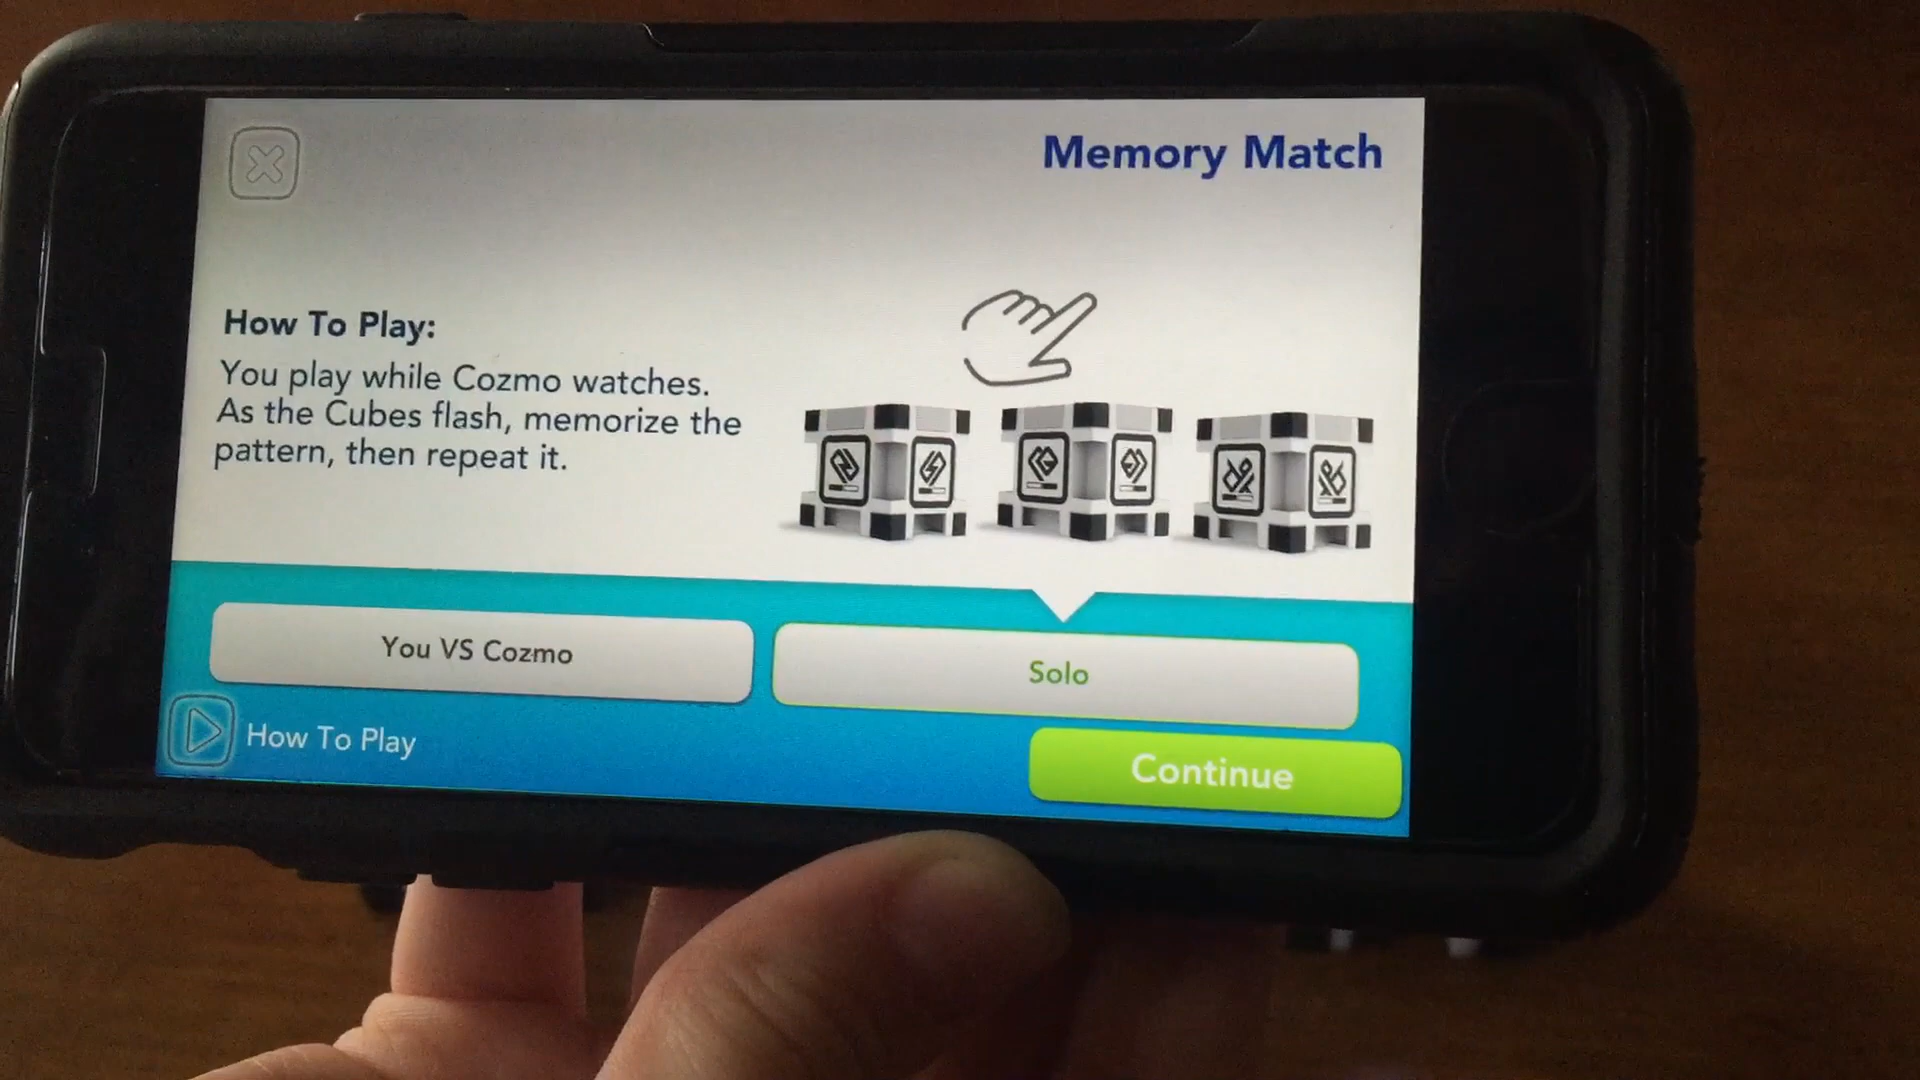 Memory Match
How To Play:
You play while Cozmo watches.
As the Cubes flash, memorize the
pattern, then repeat it.
You VS Cozmo
Solo
How To Play
Continue